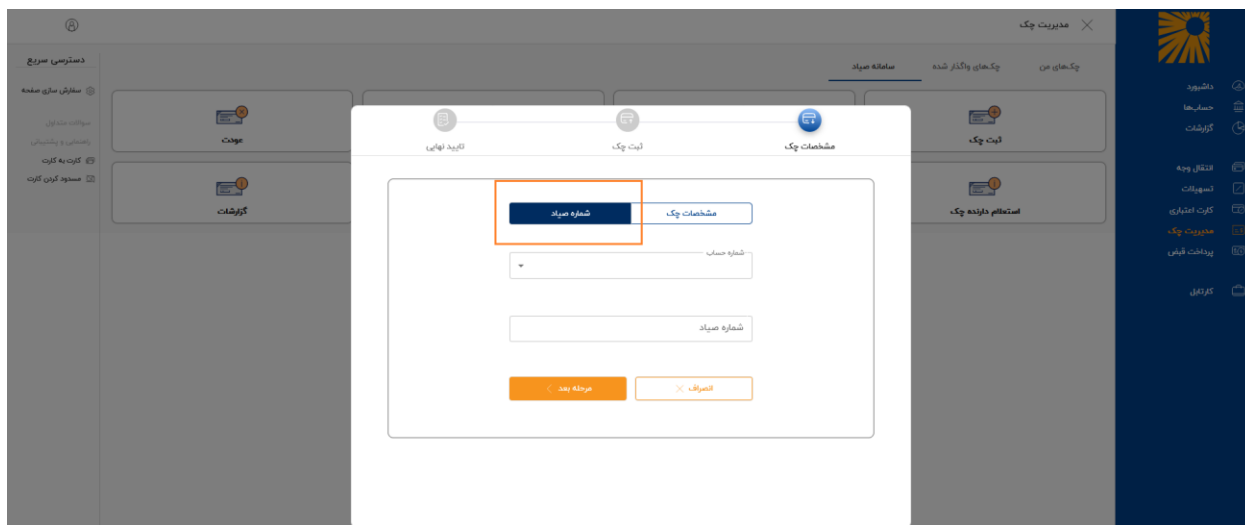 مدیریت چک
چک‌های من
چک‌های واگذار شده
سامانه صیاد
دسترسی سریع
سفارش سازی صفحه
سوالات متداول
راهنمایی و پشتیبانی
کارت به کارت
مسدود کردن کارت
داشبورد
حساب‌ها
گزارشات
انتقال وجه
تسهیلات
کارت اعتباری
مدیریت چک
پرداخت قبض
کارتابل
ثبت چک
عودت
استعلام دارنده چک
گزارشات
مشخصات چک
ثبت چک
تایید نهایی
مشخصات چک
شماره صیاد
شماره حساب
شماره صیاد
انصراف
مرحله بعد